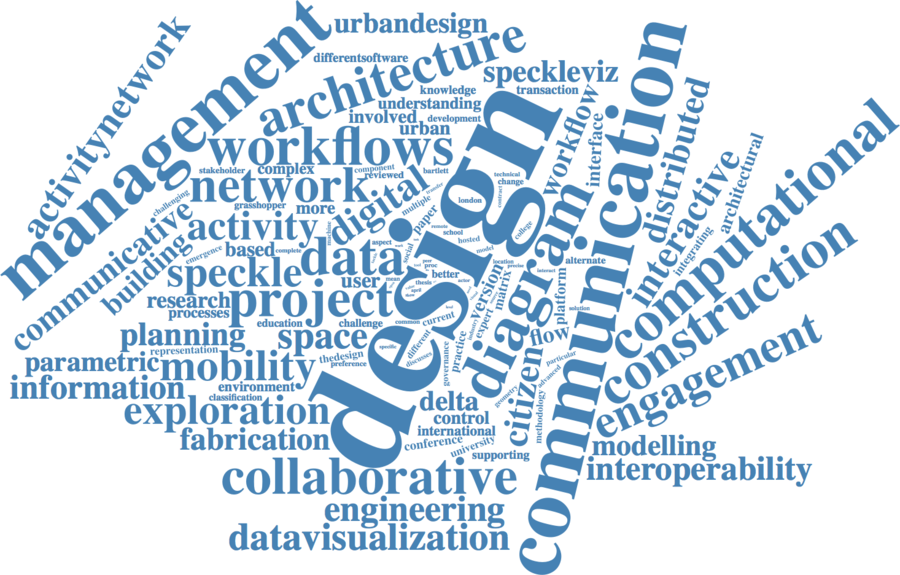 urbandesign
management
architecture
activitynetwork
differentsoftware
speckleviz
knowledge
transaction
understanding
involved
development
urban
communication
workflows
workflow
interface
distributed
computational
stakeholder
complex
component
reviewed
bartlett
technical
change
network
grasshopper
more
digital
multiple
transfer
london
contract
college
interactive
architectural
integrating
challenging
communicative
building
activity
paper
school
hosted
design
diagram
emergence
based
complete
machine
data
aspect
social
model
location
precise
alternate
speckle
user
mean
better
interact
research
processes
project
thesis
april
actor
version
matrix
platform
solution
construction
education
challenge
common
current
expert
industry
flow
planning
representation
space
thedesign
preference
specific
different
discusses
governance
practice
particular
parametric
mobility
information
environment
classification
citizen
advanced
geometry
methodology
engagement
exploration
delta
control
international
fabrication
conference
university
supporting
modelling
interoperability
collaborative
engineering
datavisualization